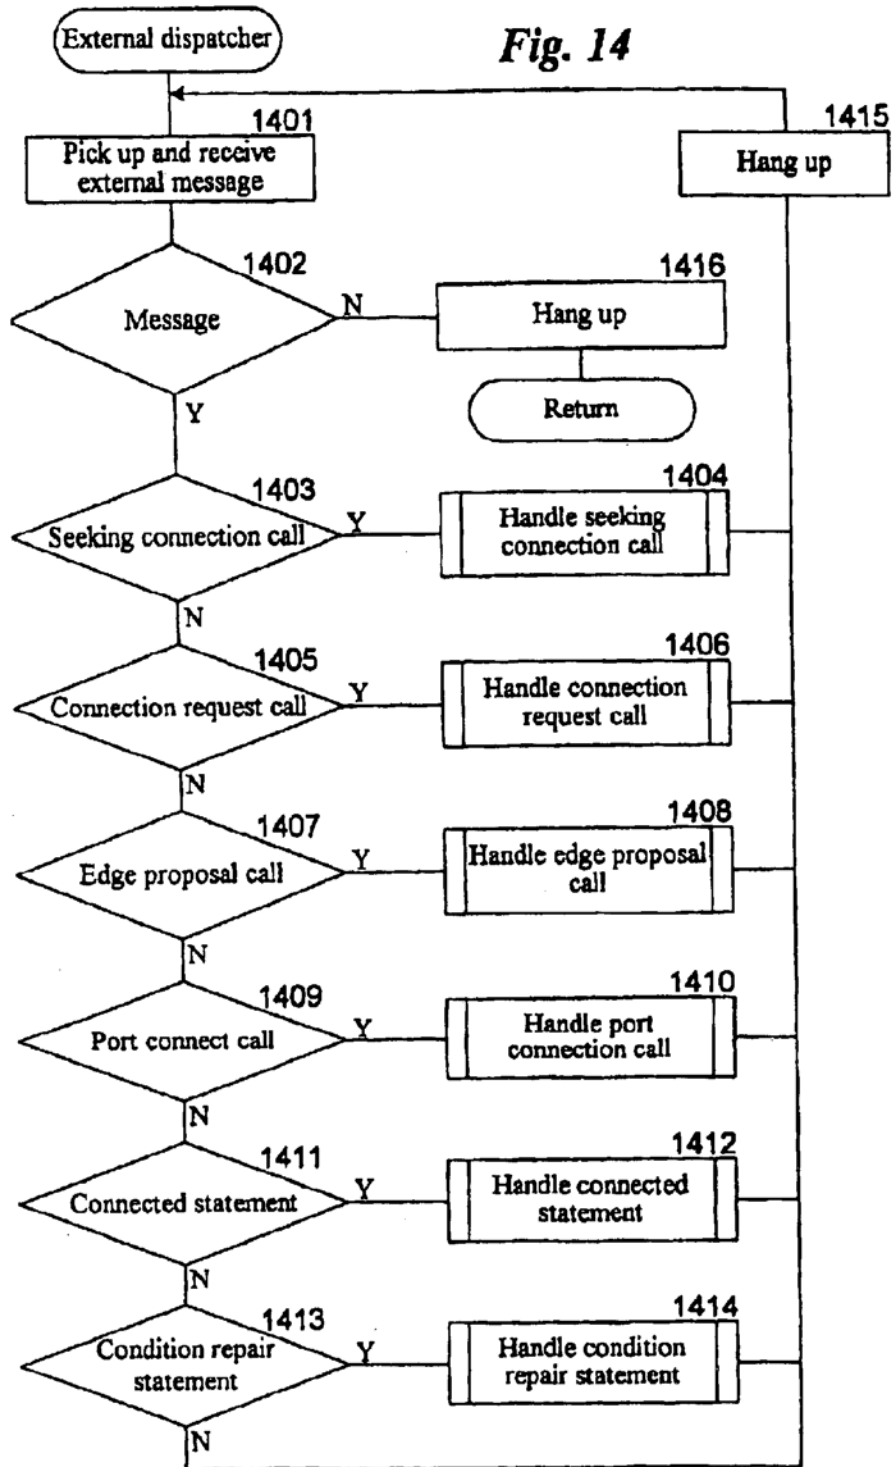 External dispatcher
Fig. 14
1401
Pick up and receive
external message
1415
Hang up
1402
Message
N
1416
Hang up
Return
Y
1403
Seeking connection call
Y
1404
Handle seeking
connection call
N
1405
Connection request call
Y
1406
Handle connection
request call
N
1407
Edge proposal call
Y
1408
Handle edge proposal
call
N
1409
Port connect call
Y
1410
Handle port
connection call
N
1411
Connected statement
Y
1412
Handle connected
statement
N
1413
Condition repair
statement
Y
1414
Handle condition
repair statement
N